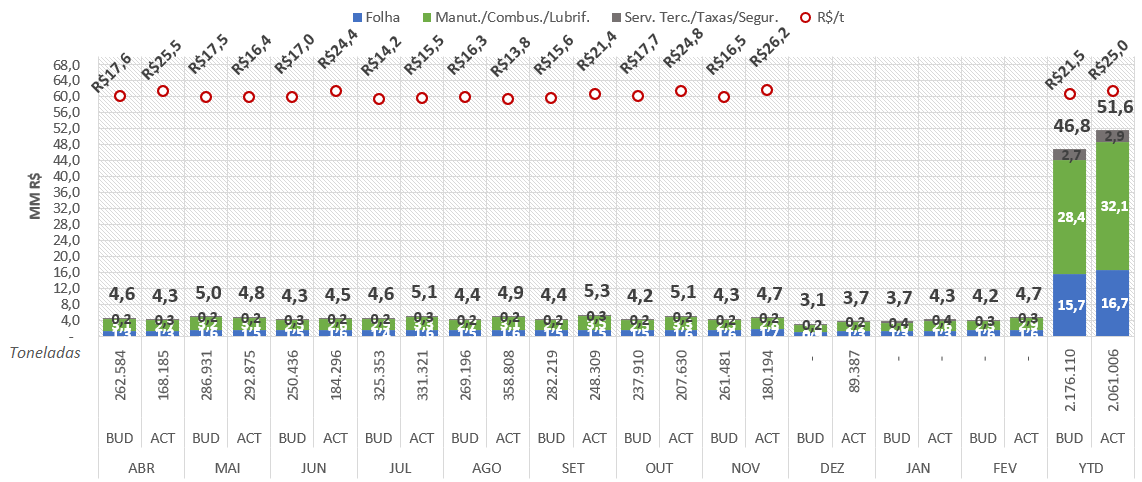 Folha Manut./Combus./Lubrif. Serv. Terc./Taxas/Segur. R$/t
R$17,6 R$25,5 R$17,5 R$16,4 R$17,0 R$24,4 R$14,2 R$15,5 R$16,3 R$13,8 R$15,6 R$21,4 R$17,7 R$24,8 R$16,5 R$26,2 R$21,5 R$25,0
MM R$
68,0
64,0
60,0
56,0
52,0
48,0
44,0
40,0
36,0
32,0
28,0
24,0
20,0
16,0
12,0
8,0
4,0
-
46,8 51,6
2,7 2,9
28,4 32,1
15,7 16,7
4,6 4,3 5,0 4,8 4,3 4,5 4,6 5,1 4,4 4,9 4,4 5,3 4,2 5,1 4,3 4,7 3,1 3,7 3,7 4,3 4,2 4,7
0,2 0,3 0,2 0,2 0,3 0,2 0,2 0,3 0,2 0,2 0,2 0,3 0,2 0,2 0,2 0,2 0,2 0,2 0,4 0,4 0,3 0,3
Toneladas
262.584 168.185 286.931 292.875 250.436 184.296 325.353 331.321 269.196 358.808 282.219 248.309 237.910 207.630 261.481 180.194 - 89.387 - - - - 2.176.110 2.061.006
BUD ACT BUD ACT BUD ACT BUD ACT BUD ACT BUD ACT BUD ACT BUD ACT BUD ACT BUD ACT BUD ACT BUD ACT
ABR MAI JUN JUL AGO SET OUT NOV DEZ JAN FEV YTD